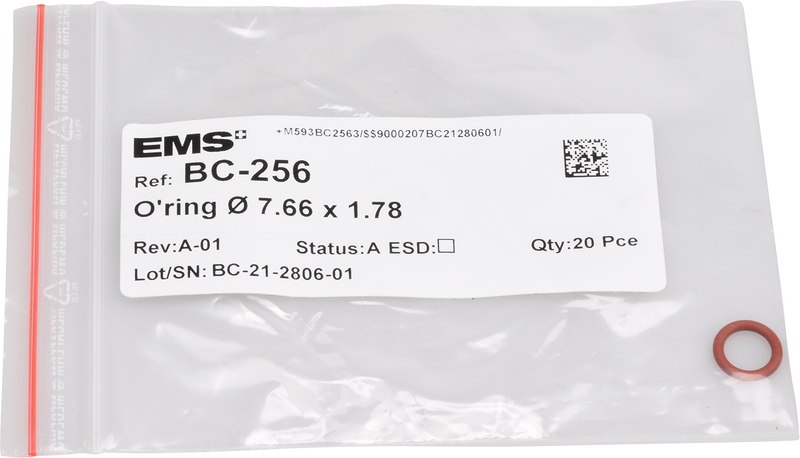 EMS+
+M593BC2563/$$9000207BC21280601/
Ref: BC-256
O'ring Ø 7.66 x 1.78
Rev:A-01 Status:A ESD:☐ Qty:20 Pce
Lot/SN: BC-21-2806-01